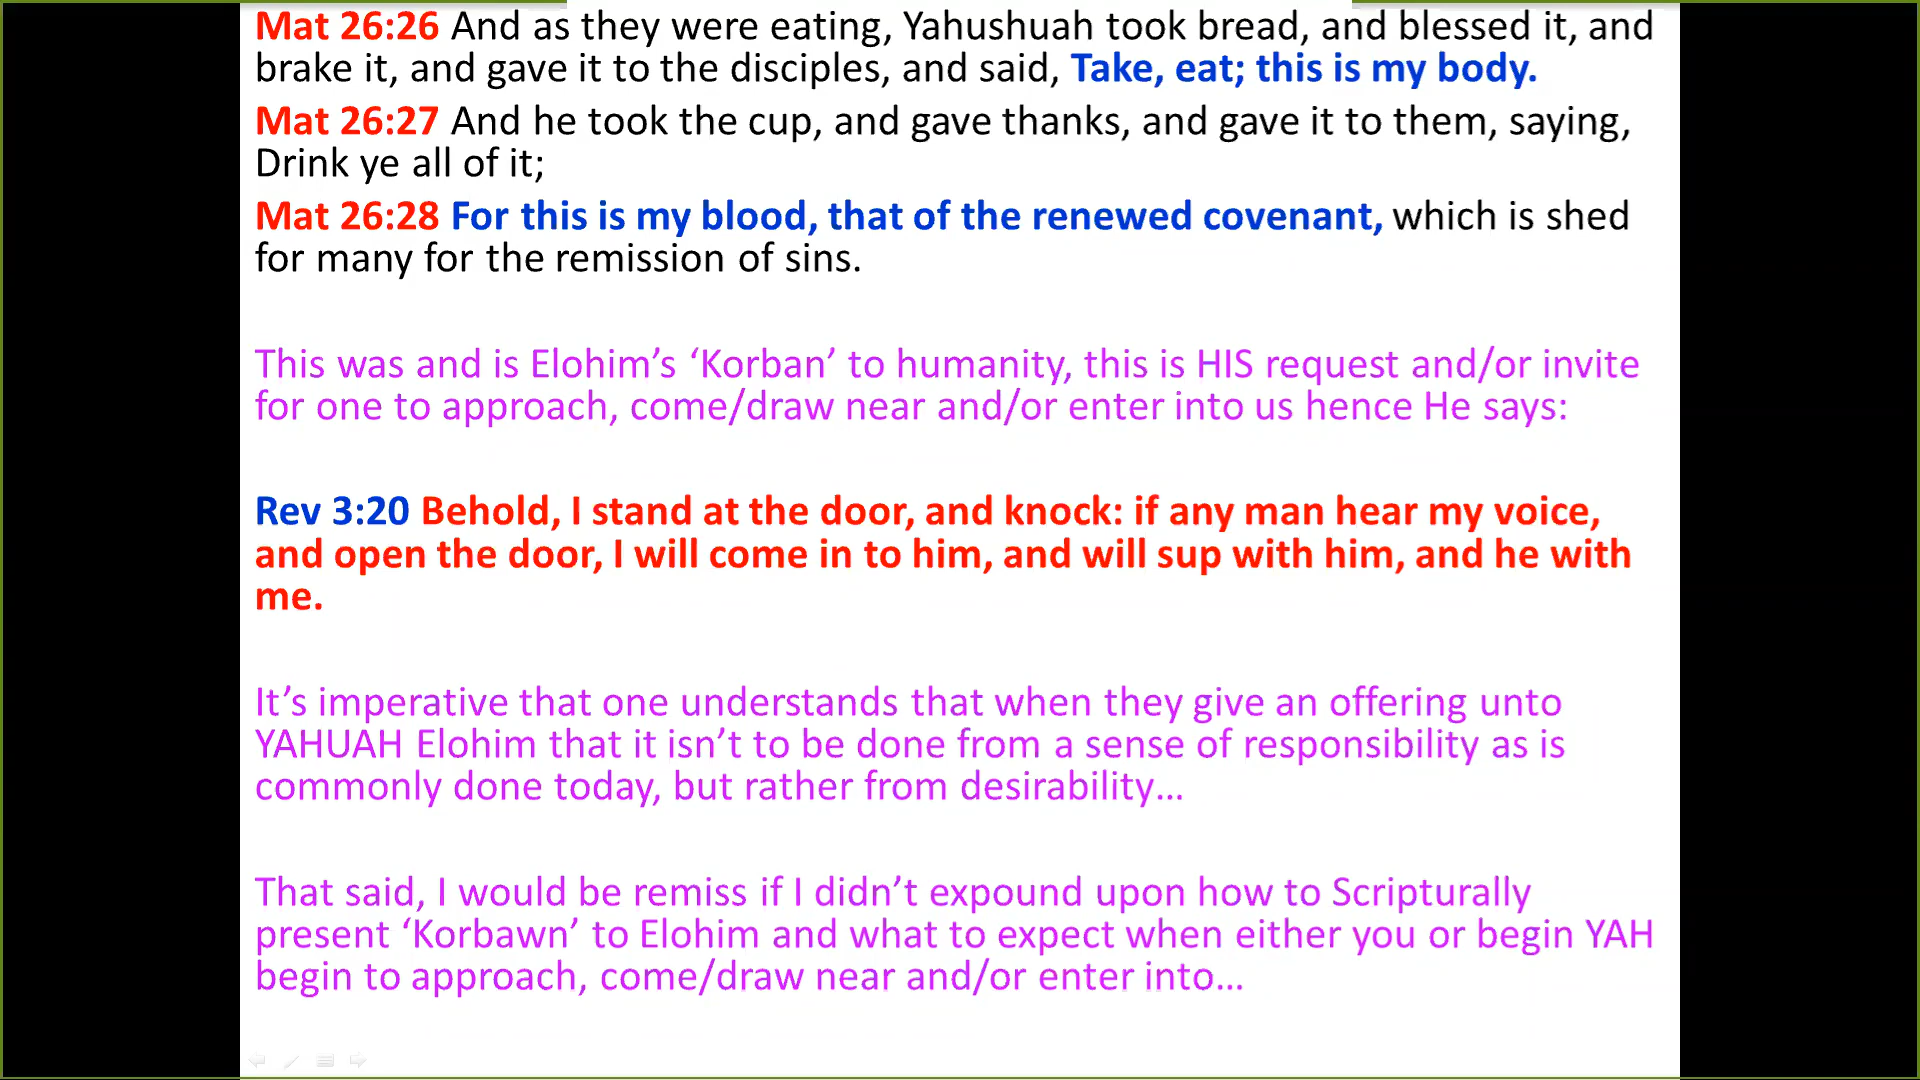 Mat 26:26 And as they were eating, Yahushuah took bread, and blessed it, and
brake it, and gave it to the disciples, and said, Take, eat; this is my body.
Mat 26:27 And he took the cup, and gave thanks, and gave it to them, saying,
Drink ye all of it;
Mat 26:28 For this is my blood, that of the renewed covenant, which is shed
for many for the remission of sins.
This was and is Elohim’s ‘Korban’ to humanity, this is HIS request and/or invite
for one to approach, come/draw near and/or enter into us hence He says:
Rev 3:20 Behold, I stand at the door, and knock: if any man hear my voice,
and open the door, I will come in to him, and will sup with him, and he with
me.
It’s imperative that one understands that when they give an offering unto
YAHUAH Elohim that it isn’t to be done from a sense of responsibility as is
commonly done today, but rather from desirability…
That said, I would be remiss if I didn’t expound upon how to Scripturally
present ‘Korbawn’ to Elohim and what to expect when either you or begin YAH
begin to approach, come/draw near and/or enter into…